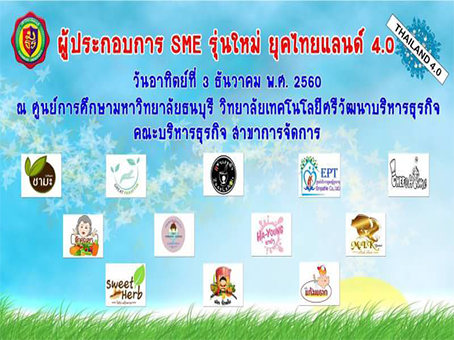 ผู้ประกอบการ SME รุ่นใหม่ ยุคไทยแลนด์ 4.0
THAILAND 4.0
วันอาทิตย์ที่ 3 ธันวาคม พ.ศ. 2560
ณ ศูนย์การศึกษามหาวิทยาลัยธนบุรี วิทยาลัยเทคโนโลยีศรีวัฒนาบริหารธุรกิจ
คณะบริหารธุรกิจ สาขาการจัดการ
ชามะ
EPT
HA-YOUNG
Sweet Herb